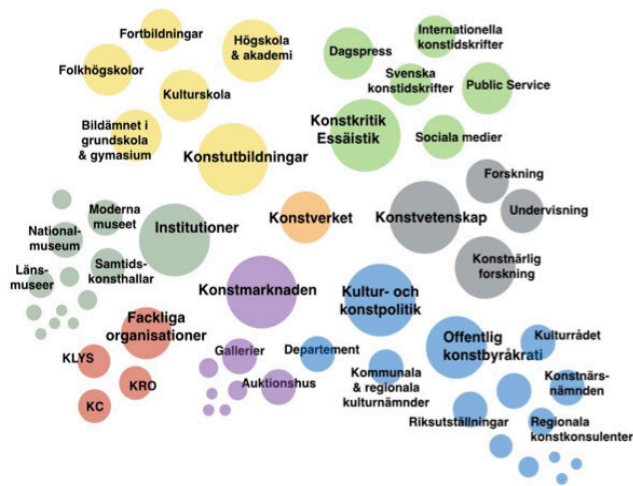 Fortbildningar
Folkhögskolor
Högskola
& akademi
Kulturskola
Bildämnet i
grundskola
& gymasium
Konstutbildningar
Dagspress
Internationella
konstidskrifter
Svenska
konstidskrifter
Public Service
Konstkritik
Essäistik
Sociala medier
Moderna
museet
National-
museum
Institutioner
Läns-
museer
Samtids-
konsthallar
Konstverket
Forskning
Konstvetenskap
Undervisning
Konstnärlig
forskning
Konstmarknaden
Gallerier
Auktionshus
Fackliga
organisationer
KLYS
KRO
KC
Kultur- och
konstpolitik
Departement
Kommunala
& regionala
kulturnämnder
Offentlig
konstbyråkrati
Kulturrådet
Konstnärs-
nämnden
Riksutställningar
Regionala
konstkonsulenter